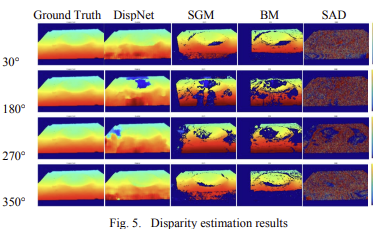 Ground Truth DispNet SGM BM SAD
30°
180°
270°
350°
Fig. 5. Disparity estimation results